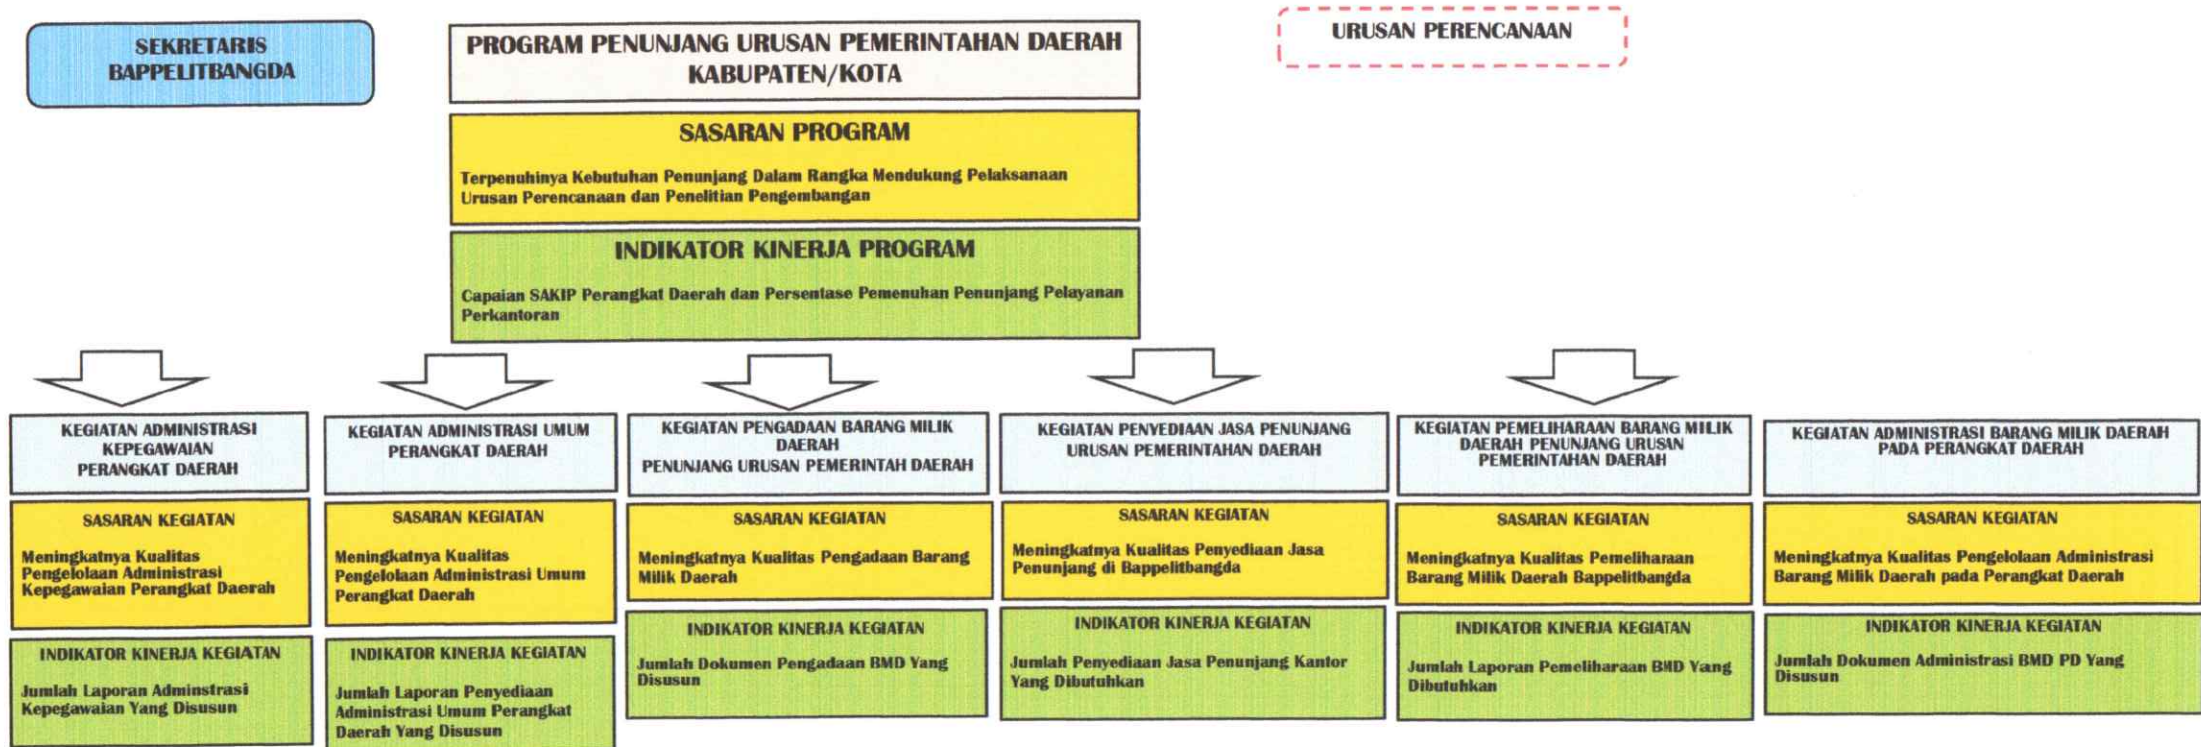 SEKRETARIS
BAPPELITBANGDA
PROGRAM PENUNJANG URUSAN PEMERINTAHAN DAERAH
KABUPATEN/KOTA
URUSAN PERENCANAAN
SASARAN PROGRAM
Terpenuhinya Kebutuhan Penunjang Dalam Rangka Mendukung Pelaksanaan
Urusan Perencanaan dan Penelitian Pengembangan
INDIKATOR KINERJA PROGRAM
Capaian SAKIP Perangkat Daerah dan Persentase Pemenuhan Penunjang Pelayanan
Perkantoran
KEGIATAN ADMINISTRASI
KEPEGAWAIAN
PERANGKAT DAERAH
SASARAN KEGIATAN
Meningkatnya Kualitas
Pengelolaan Administrasi
Kepegawaian Perangkat Daerah
INDIKATOR KINERJA KEGIATAN
Jumlah Laporan Adminstrasi
Kepegawaian Yang Disusun
KEGIATAN ADMINISTRASI UMUM
PERANGKAT DAERAH
SASARAN KEGIATAN
Meningkatnya Kualitas
Pengelolaan Administrasi Umum
Perangkat Daerah
INDIKATOR KINERJA KEGIATAN
Jumlah Laporan Penyediaan
Administrasi Umum Perangkat
Daerah Yang Disusun
KEGIATAN PENGADAAN BARANG MILIK
DAERAH
PENUNJANG URUSAN PEMERINTAH DAERAH
SASARAN KEGIATAN
Meningkatnya Kualitas Pengadaan Barang
Milik Daerah
INDIKATOR KINERJA KEGIATAN
Jumlah Dokumen Pengadaan BMD Yang
Disusun
KEGIATAN PENYEDIAAN JASA PENUNJANG
URUSAN PEMERINTAHAN DAERAH
SASARAN KEGIATAN
Meningkatnya Kualitas Penyediaan Jasa
Penunjang di Bappelitbangda
INDIKATOR KINERJA KEGIATAN
Jumlah Penyediaan Jasa Penunjang Kantor
Yang Dibutuhkan
KEGIATAN PEMELIHARAAN BARANG MILIK
DAERAH PENUNJANG URUSAN
PEMERINTAHAN DAERAH
SASARAN KEGIATAN
Meningkatnya Kualitas Pemeliharaan
Barang Milik Daerah Bappelitbangda
INDIKATOR KINERJA KEGIATAN
Jumlah Laporan Pemeliharaan BMD Yang
Dibutuhkan
KEGIATAN ADMINISTRASI BARANG MILIK DAERAH
PADA PERANGKAT DAERAH
SASARAN KEGIATAN
Meningkatnya Kualitas Pengelolaan Administrasi
Barang Milik Daerah pada Perangkat Daerah
INDIKATOR KINERJA KEGIATAN
Jumlah Dokumen Administrasi BMD PD Yang
Disusun